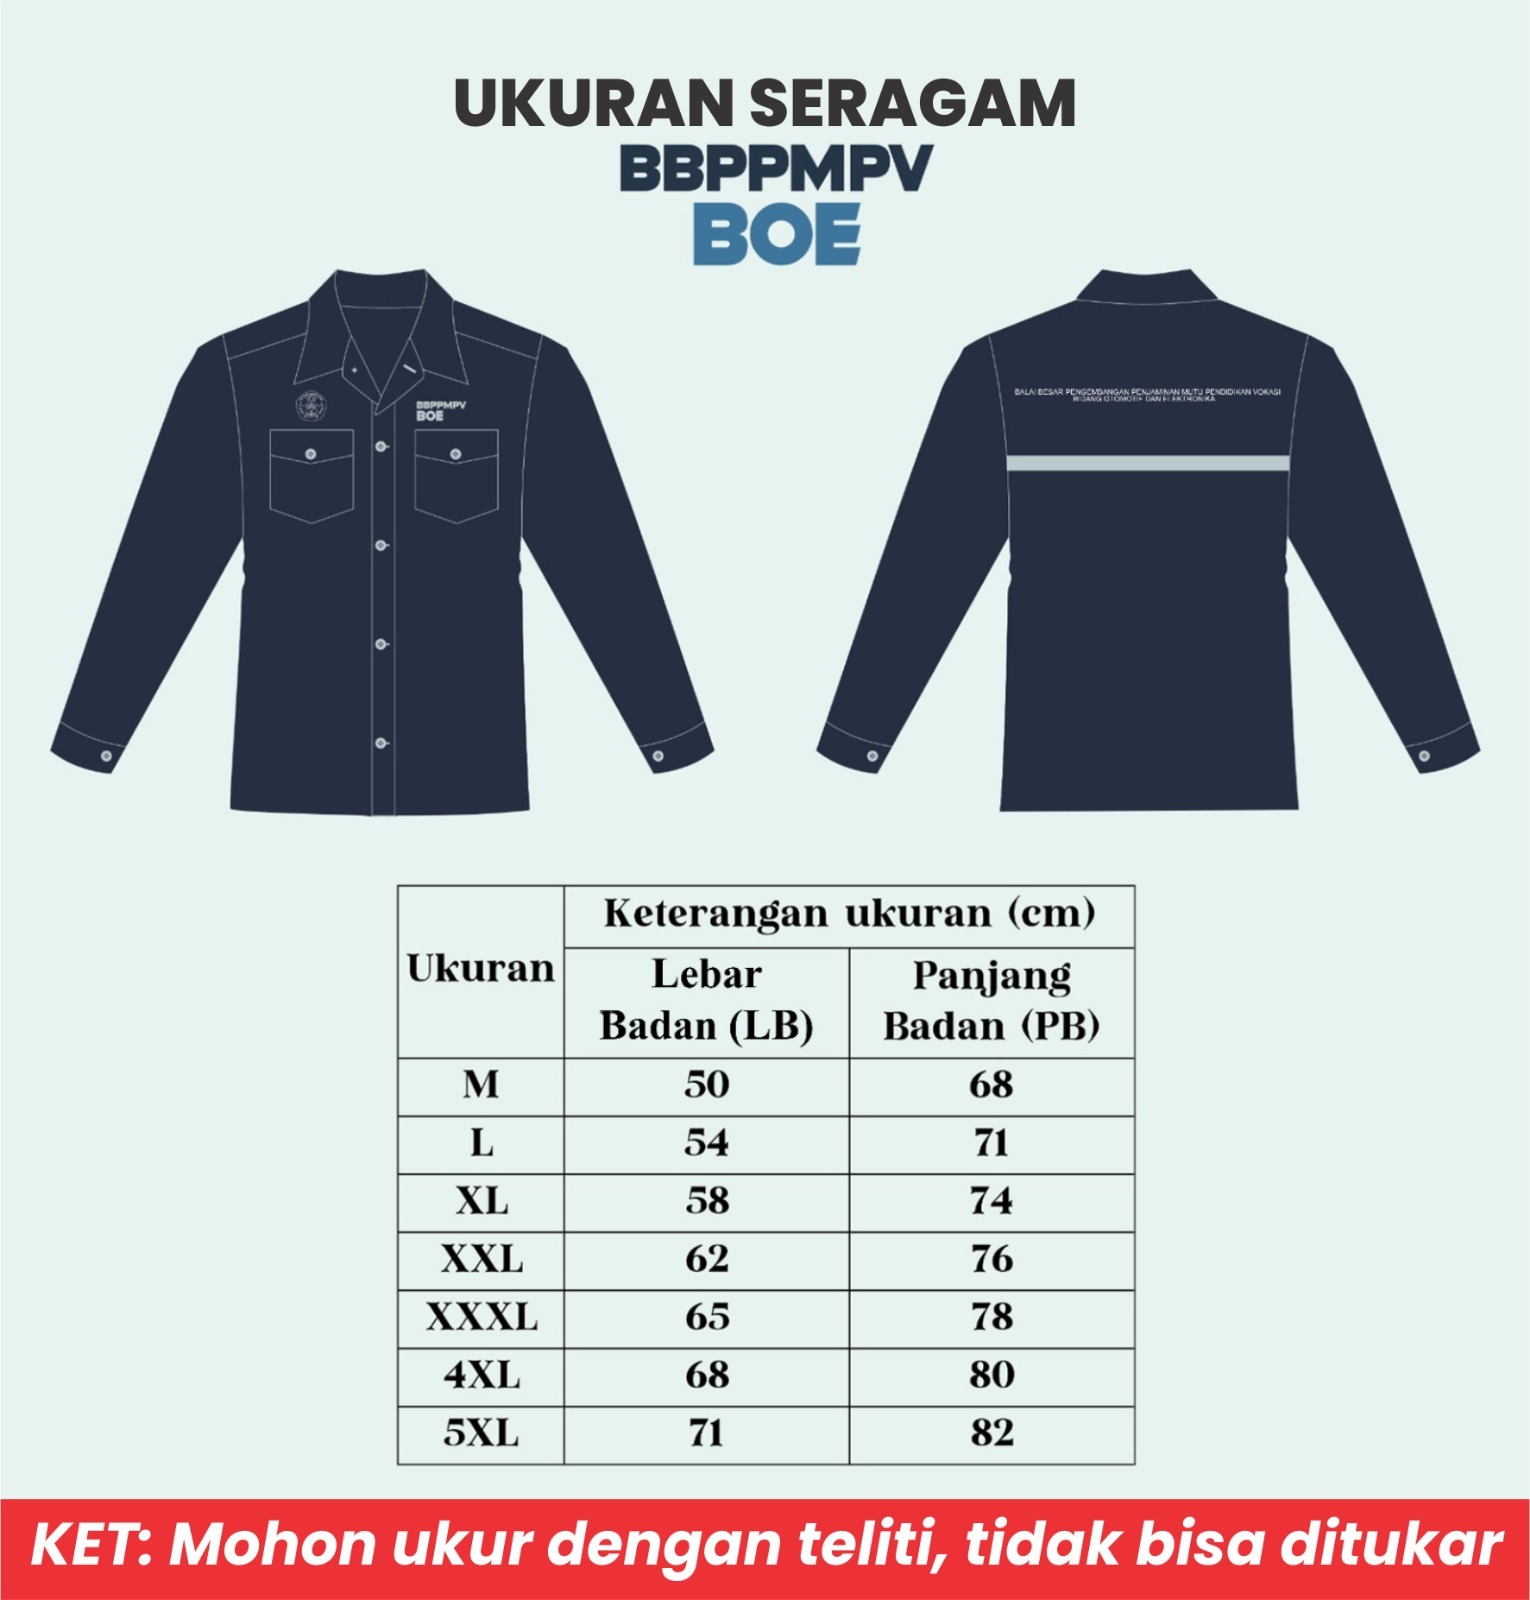 UKURAN SERAGAM
BBPPMPV
BOE
BBPPMPV
BOE
BALAI BESAR PENGEMBANGAN PENJAMINAN MUTU PENDIDIKAN VOKASI
BIDANG OTOMOTIF DAN ELEKTRONIKA
Ukuran
Keterangan ukuran (cm)
Lebar
Badan (LB)
Panjang
Badan (PB)
M 50 68
L 54 71
XL 58 74
XXL 62 76
XXXL 65 78
4XL 68 80
5XL 71 82
KET: Mohon ukur dengan teliti, tidak bisa ditukar